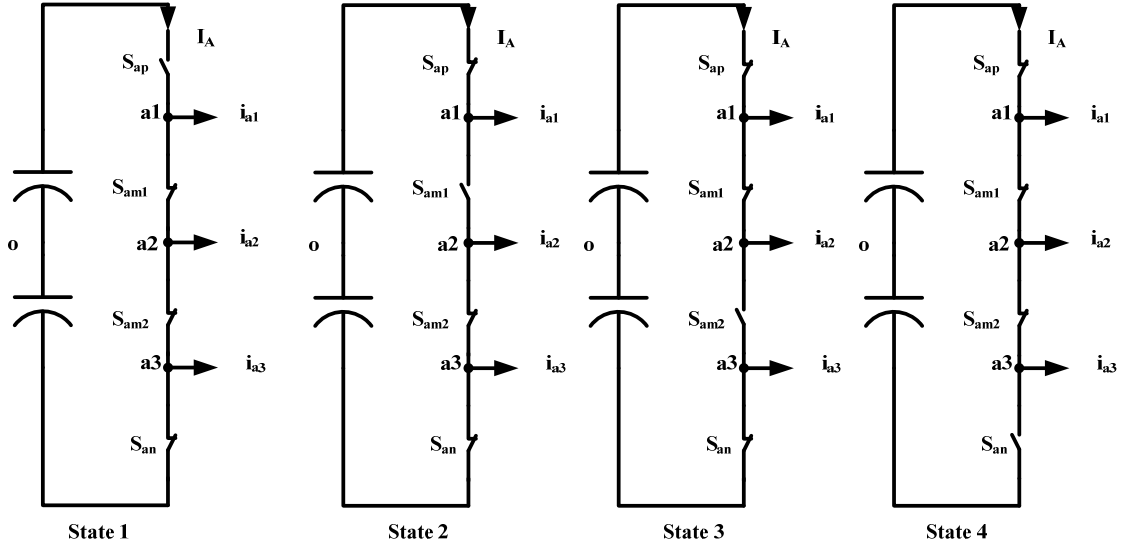 I_A I_A I_A I_A
S_ap S_ap S_ap S_ap
a1 i_a1 a1 i_a1 a1 i_a1 a1 i_a1
S_am1 S_am1 S_am1 S_am1
o a2 i_a2 o a2 i_a2 o a2 i_a2 o a2 i_a2
S_am2 S_am2 S_am2 S_am2
a3 i_a3 a3 i_a3 a3 i_a3 a3 i_a3
S_an S_an S_an S_an
State 1 State 2 State 3 State 4